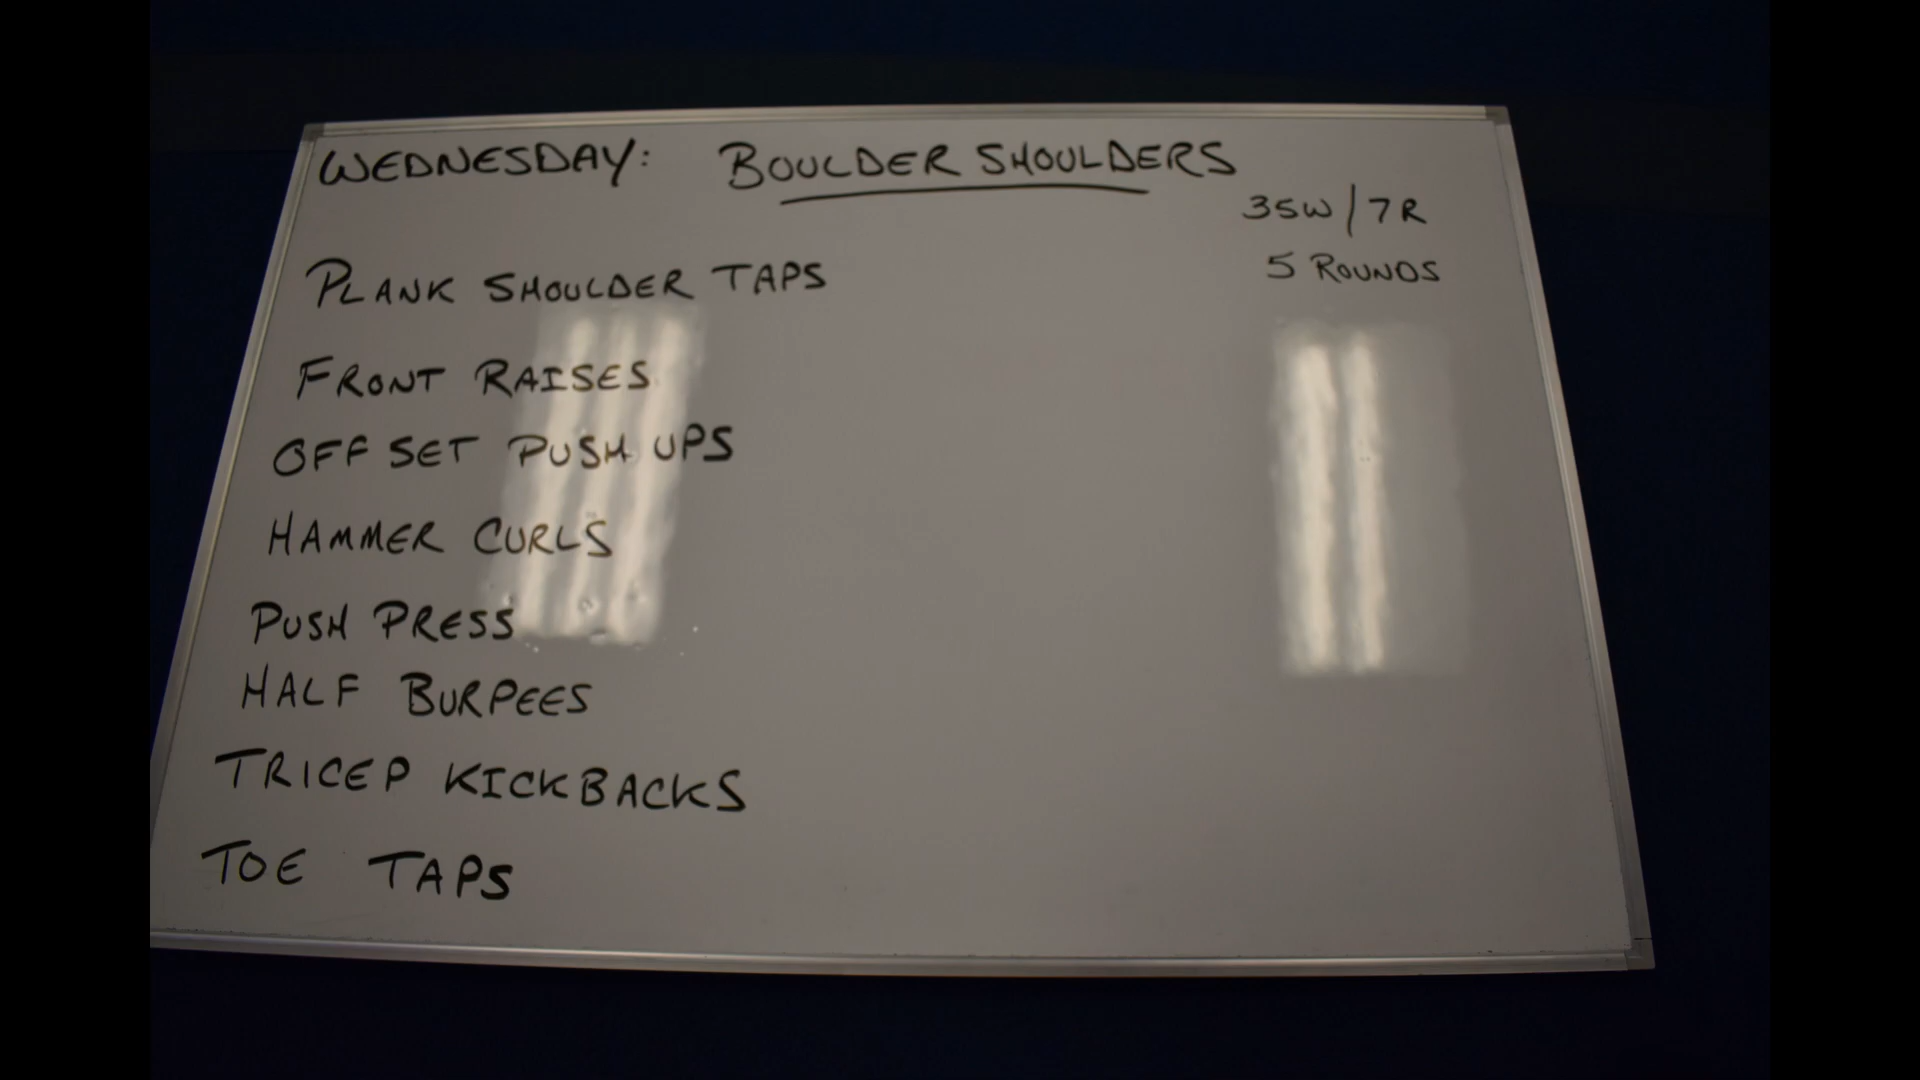 WEDNESDAY: BOULDER SHOULDERS
35W/7R
5 ROUNDS
PLANK SHOULDER TAPS
FRONT RAISES
OFF SET PUSH UPS
HAMMER CURLS
PUSH PRESS
HALF BURPEES
TRICEP KICKBACKS
TOE TAPS